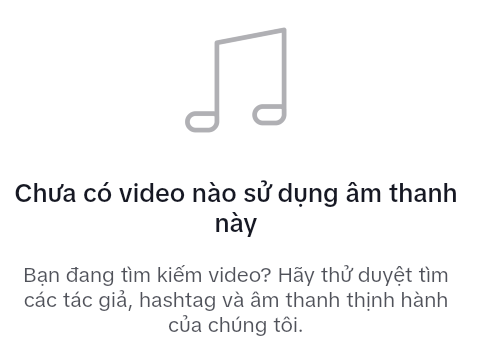 Chưa có video nào sử dụng âm thanh
này
Bạn đang tìm kiếm video? Hãy thử duyệt tìm
các tác giả, hashtag và âm thanh thịnh hành
của chúng tôi.